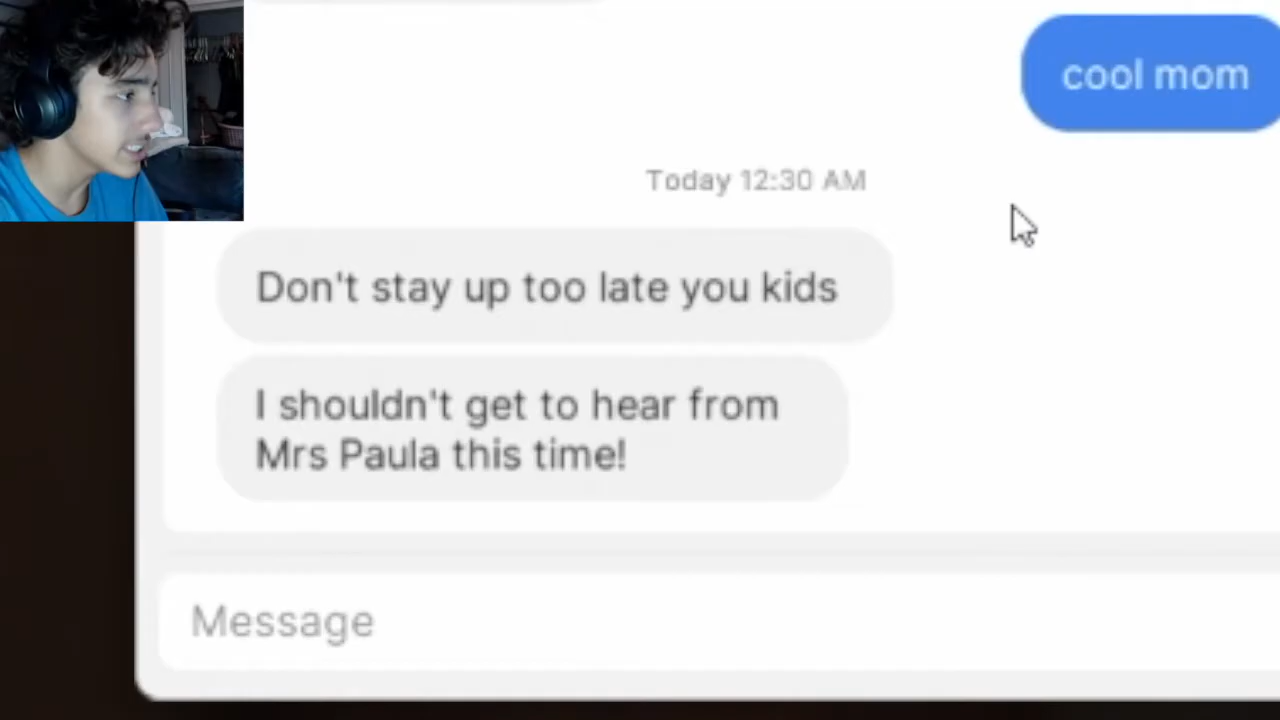 cool mom
Today 12:30 AM
Don't stay up too late you kids
I shouldn't get to hear from
Mrs Paula this time!
Message